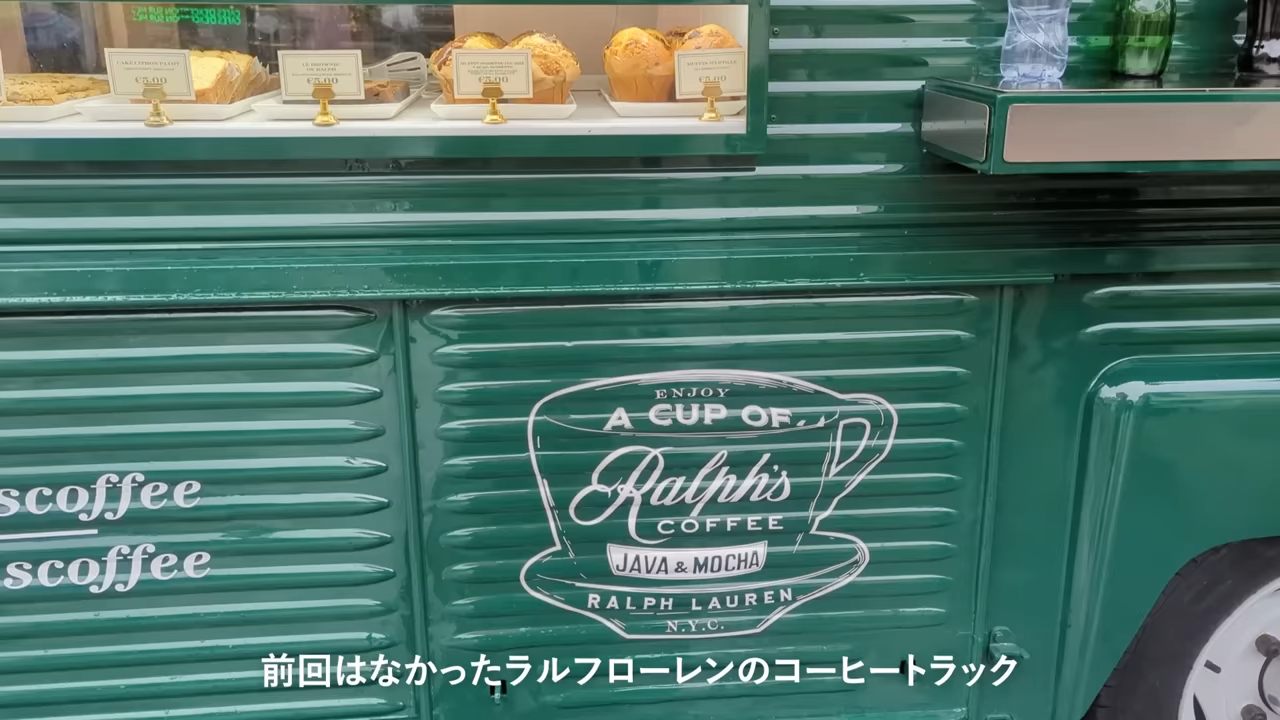 €5.00
€5.00
€5.00
€5.00
ENJOY
A CUP OF
Ralph's
COFFEE
JAVA & MOCHA
RALPH LAUREN
N.Y.C.
scoffee
scoffee
前回はなかったラルフローレンのコーヒートラック